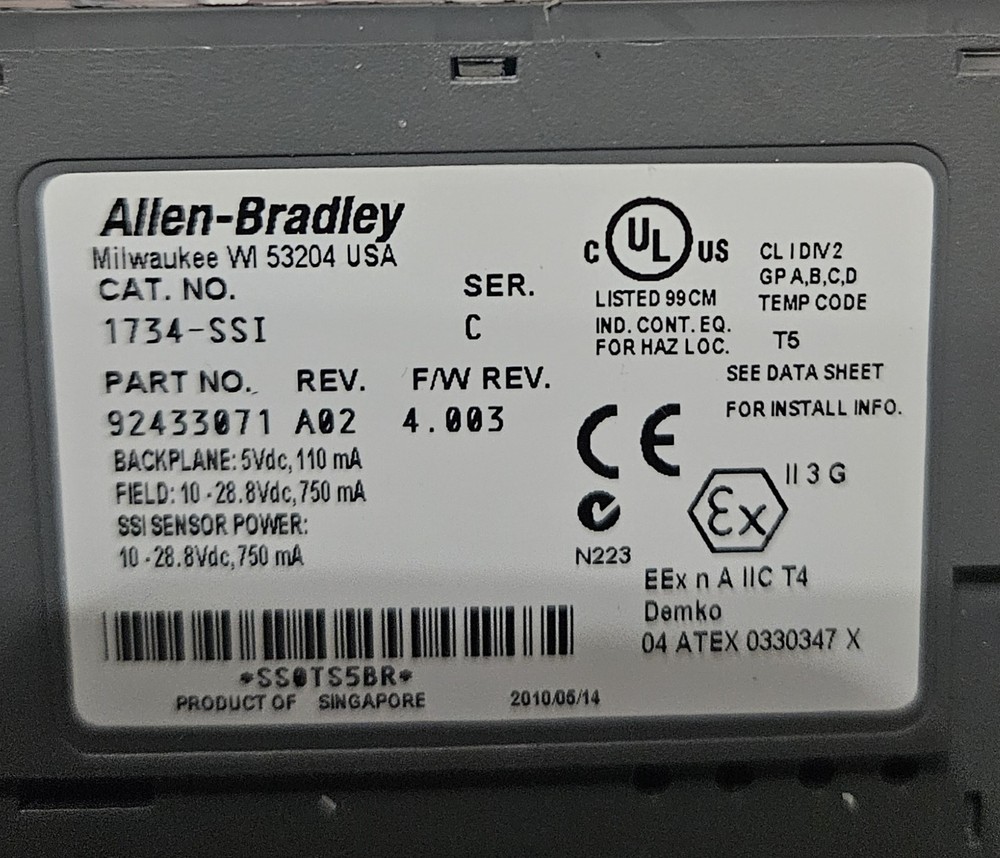 Allen-Bradley
Milwaukee WI 53204 USA
CAT. NO. SER.
1734-SSI C
PART NO. REV. F/W REV.
92433071 A02 4.003
BACKPLANE: 5Vdc, 110 mA
FIELD: 10 - 28.8Vdc, 750 mA
SSI SENSOR POWER:
10 - 28.8Vdc, 750 mA
*SS0TS5BR*
PRODUCT OF SINGAPORE 2010/05/14
C UL US
LISTED 99CM
IND. CONT. EQ.
FOR HAZ LOC.
CL I DIV 2
GP A,B,C,D
TEMP CODE
T5
SEE DATA SHEET
FOR INSTALL INFO.
CE
N223
Ex II 3 G
EEx n A IIC T4
Demko
04 ATEX 0330347 X